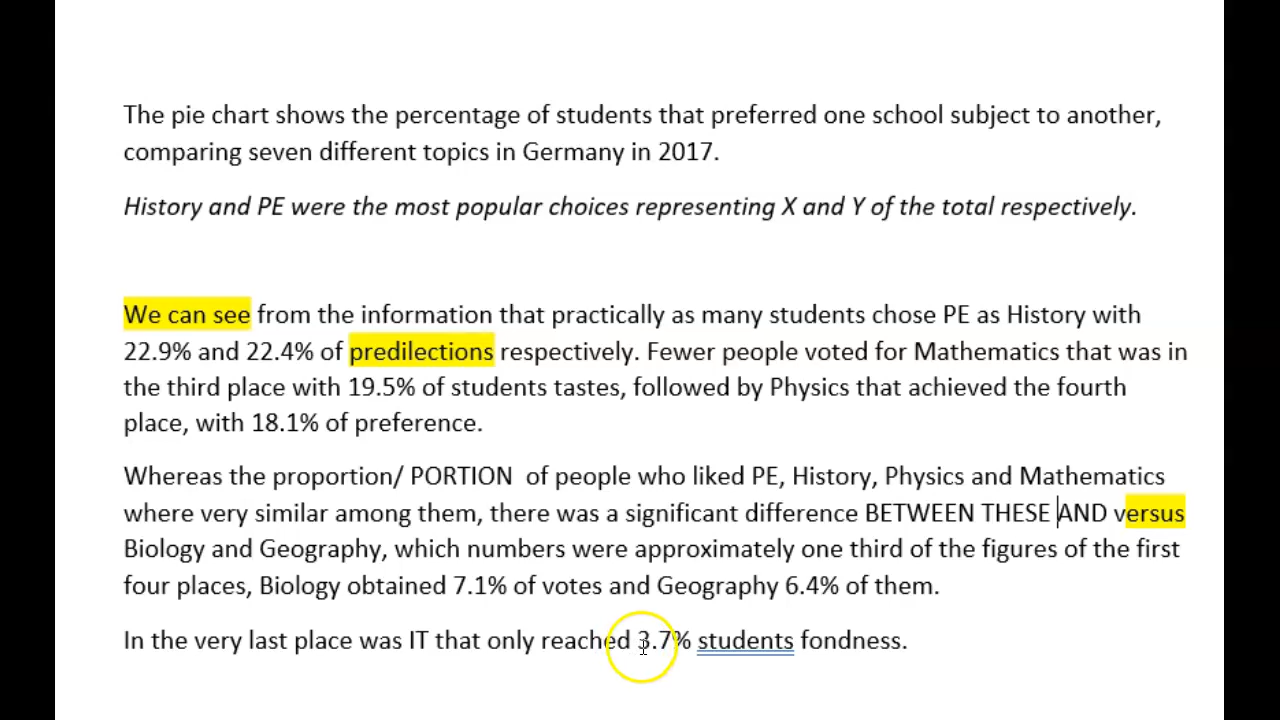 The pie chart shows the percentage of students that preferred one school subject to another,
comparing seven different topics in Germany in 2017.
History and PE were the most popular choices representing X and Y of the total respectively.
We can see from the information that practically as many students chose PE as History with
22.9% and 22.4% of predilections respectively. Fewer people voted for Mathematics that was in
the third place with 19.5% of students tastes, followed by Physics that achieved the fourth
place, with 18.1% of preference.
Whereas the proportion/ PORTION of people who liked PE, History, Physics and Mathematics
where very similar among them, there was a significant difference BETWEEN THESE AND versus
Biology and Geography, which numbers were approximately one third of the figures of the first
four places, Biology obtained 7.1% of votes and Geography 6.4% of them.
In the very last place was IT that only reached 3.7% students fondness.